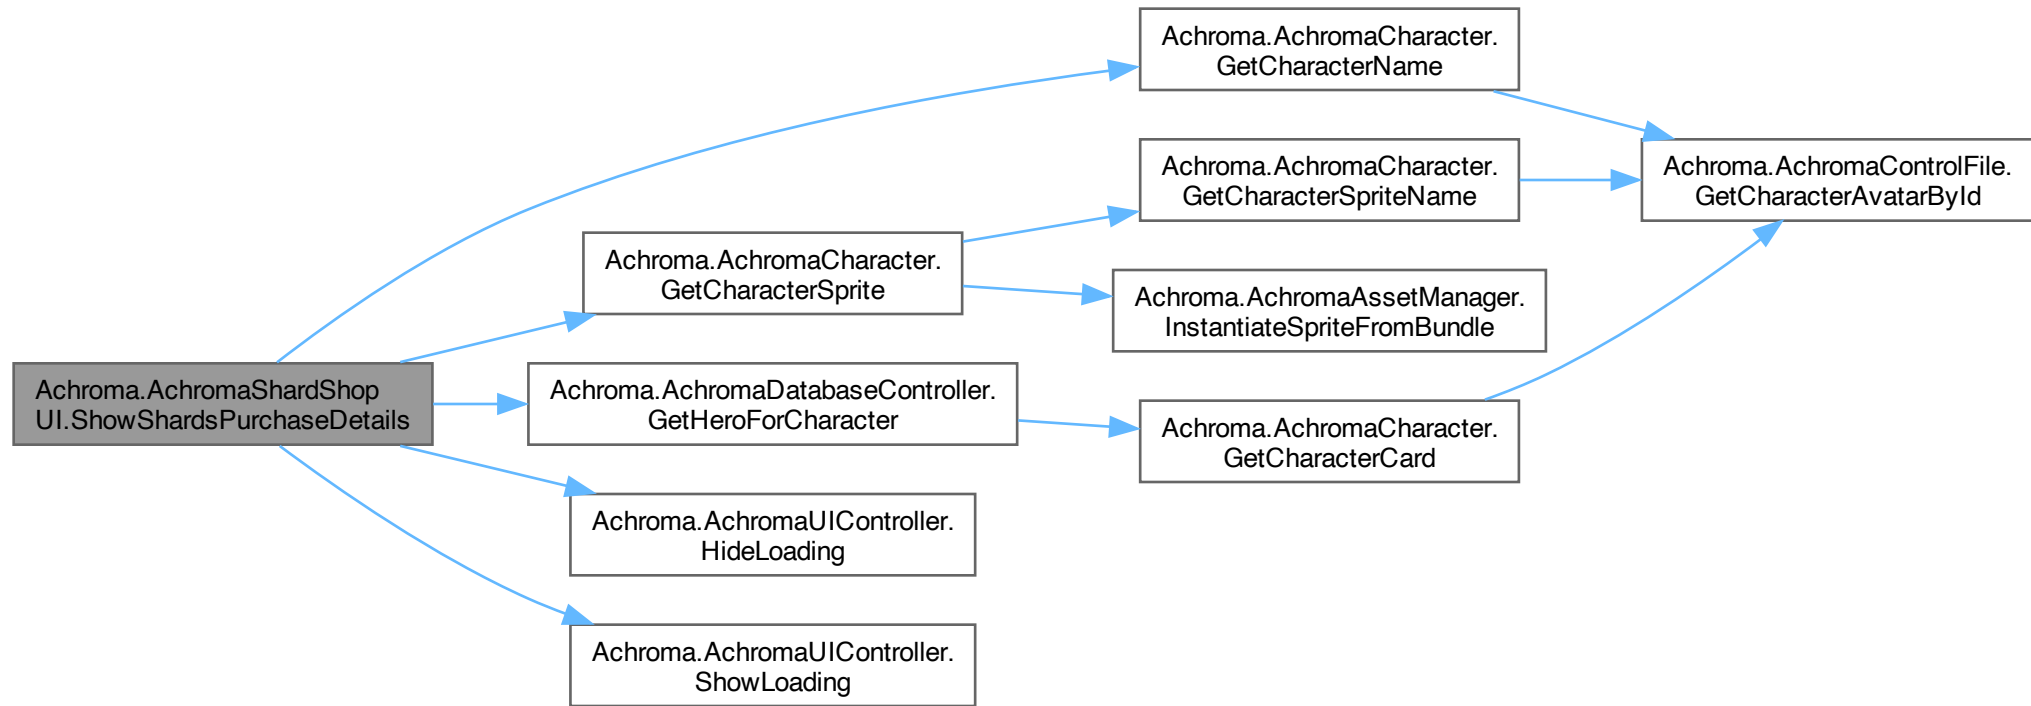 Achroma.AchromaCharacter.
GetCharacterName
Achroma.AchromaCharacter.
GetCharacterSpriteName
Achroma.AchromaControlFile.
GetCharacterAvatarById
Achroma.AchromaCharacter.
GetCharacterSprite
Achroma.AchromaAssetManager.
InstantiateSpriteFromBundle
Achroma.AchromaShardShop
UI.ShowShardsPurchaseDetails
Achroma.AchromaDatabaseController.
GetHeroForCharacter
Achroma.AchromaCharacter.
GetCharacterCard
Achroma.AchromaUIController.
HideLoading
Achroma.AchromaUIController.
ShowLoading